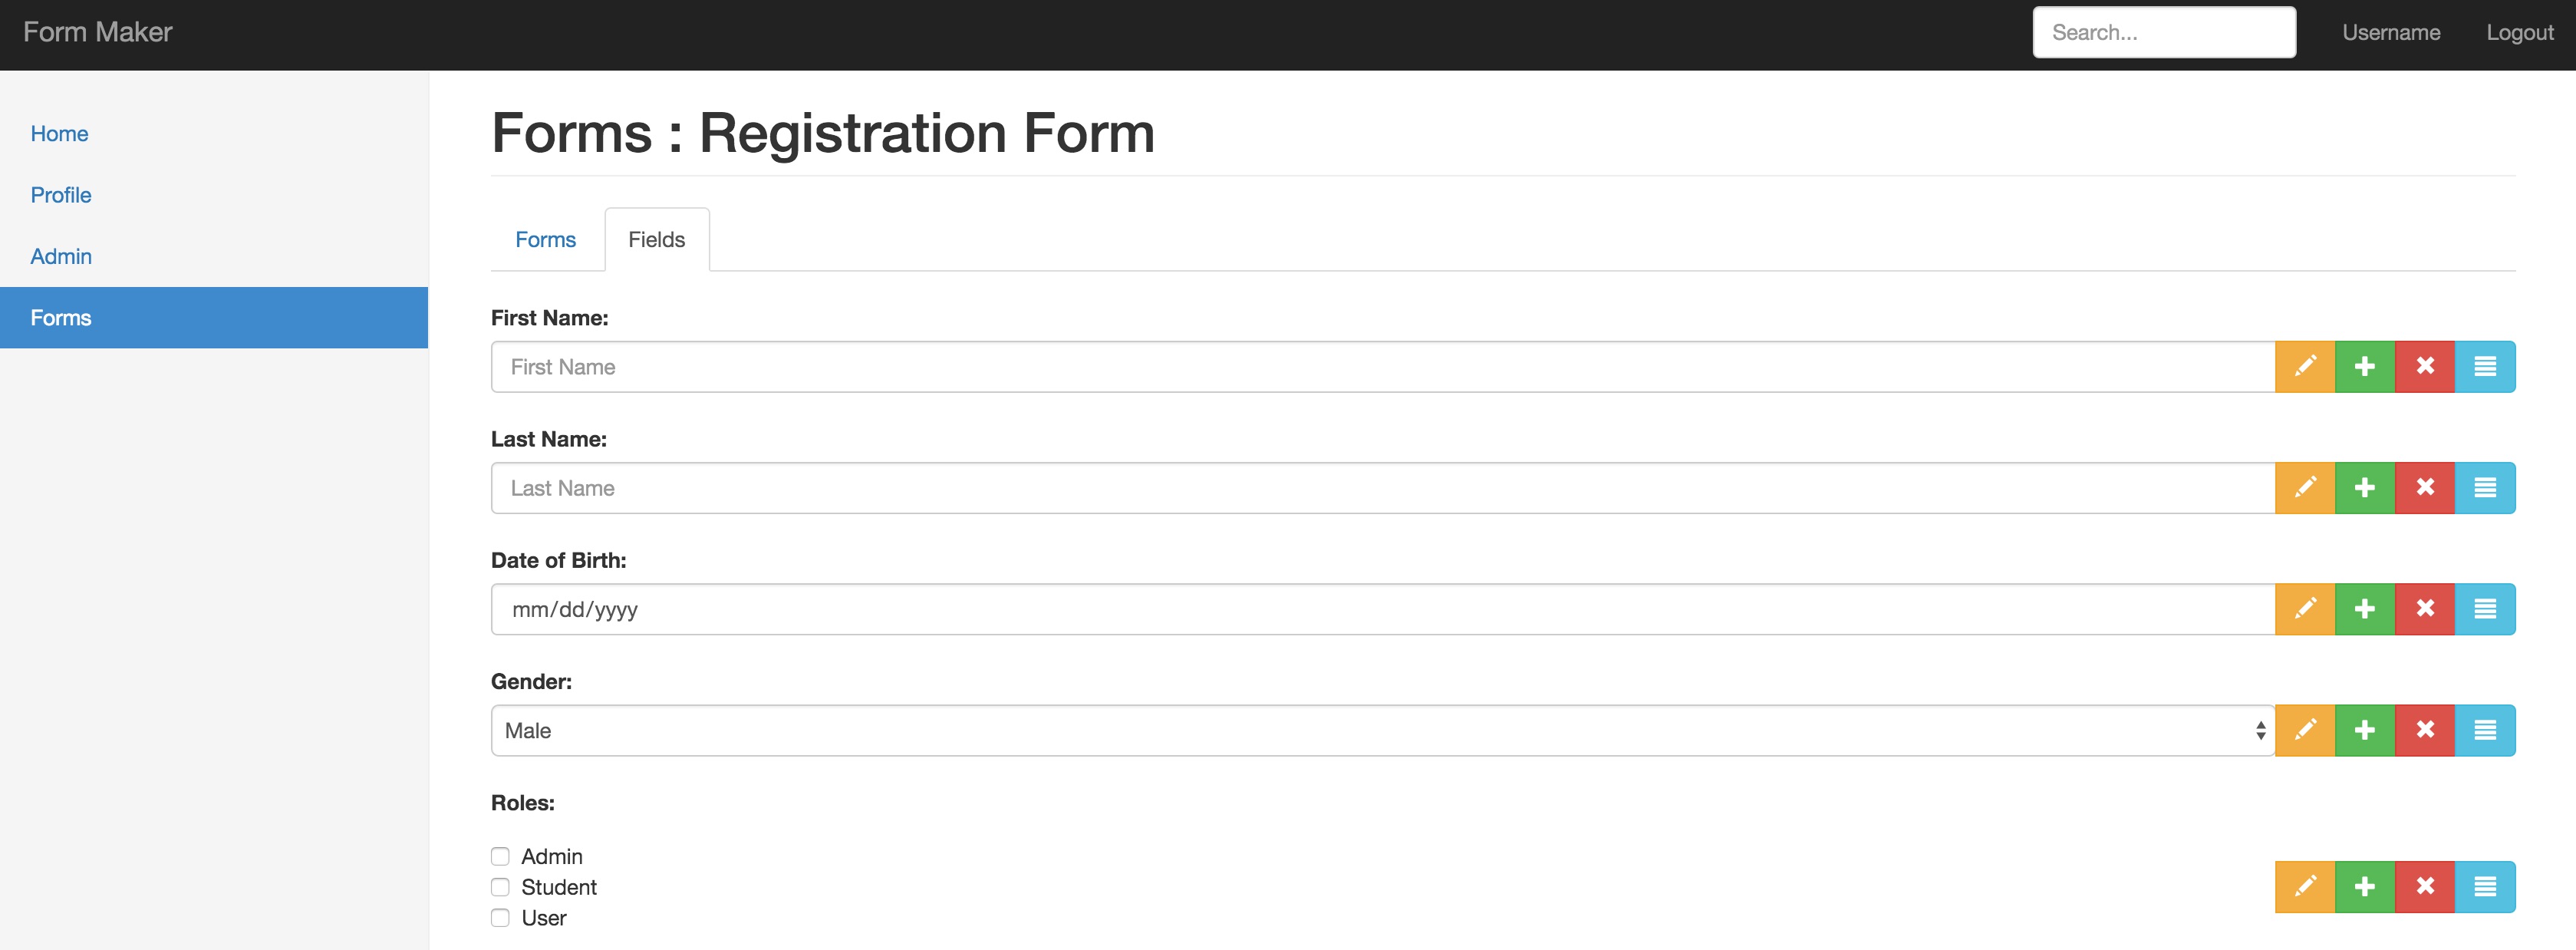 Form Maker
Search...
Username
Logout
Home
Profile
Admin
Forms
Forms : Registration Form
Forms
Fields
First Name:
First Name
Last Name:
Last Name
Date of Birth:
mm/dd/yyyy
Gender:
Male
Roles:
Admin
Student
User